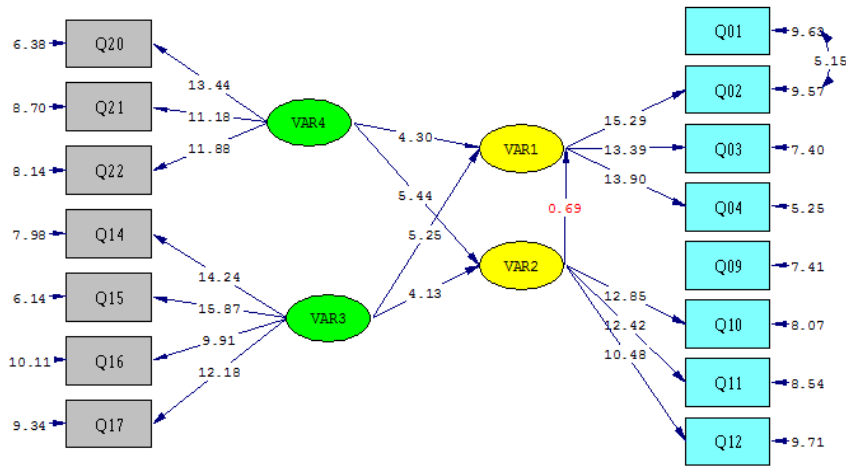 6.38 Q20
8.70 Q21
8.14 Q22
7.98 Q14
6.14 Q15
10.11 Q16
9.34 Q17
13.44
11.18
11.88
14.24
15.87
9.91
12.18
VAR4
VAR3
4.30
5.44
5.25
4.13
VAR1
0.69
VAR2
15.29
13.39
13.90
12.85
12.42
10.48
Q01 9.63
5.15
Q02 9.57
Q03 7.40
Q04 5.25
Q09 7.41
Q10 8.07
Q11 8.54
Q12 9.71